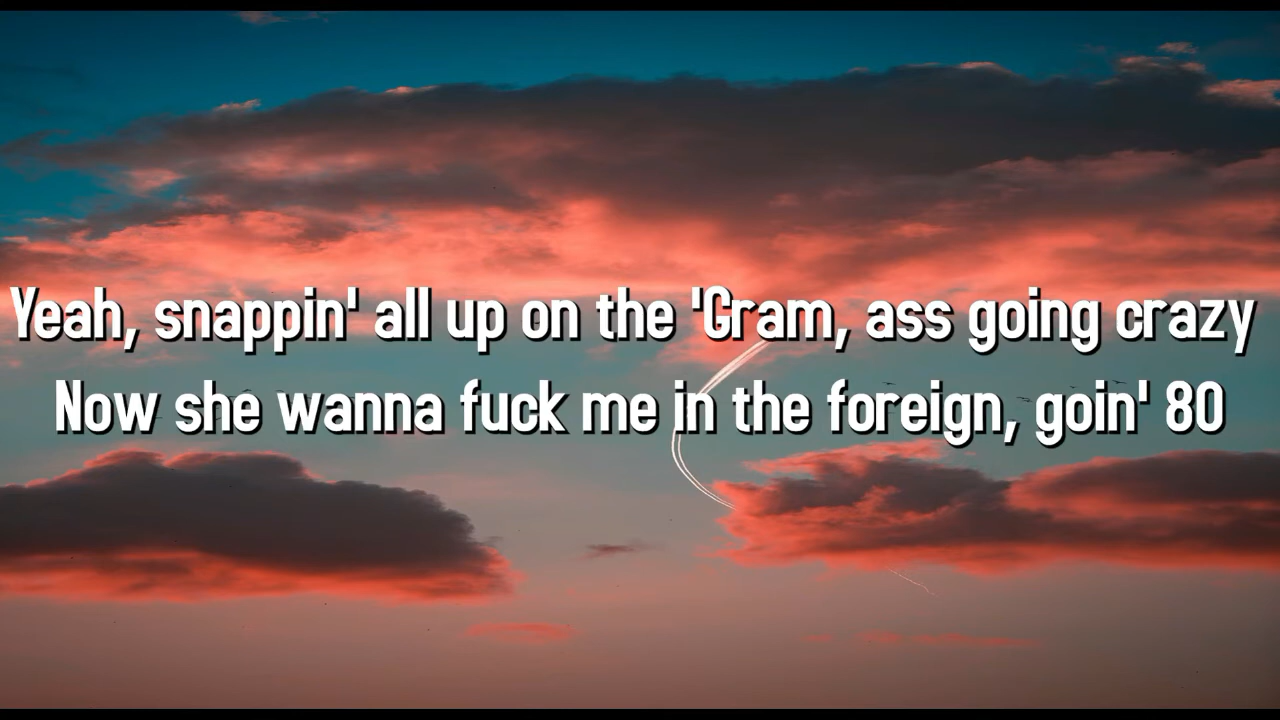 Yeah, snappin' all up on the 'Gram, ass going crazy
Now she wanna fuck me in the foreign, goin' 80